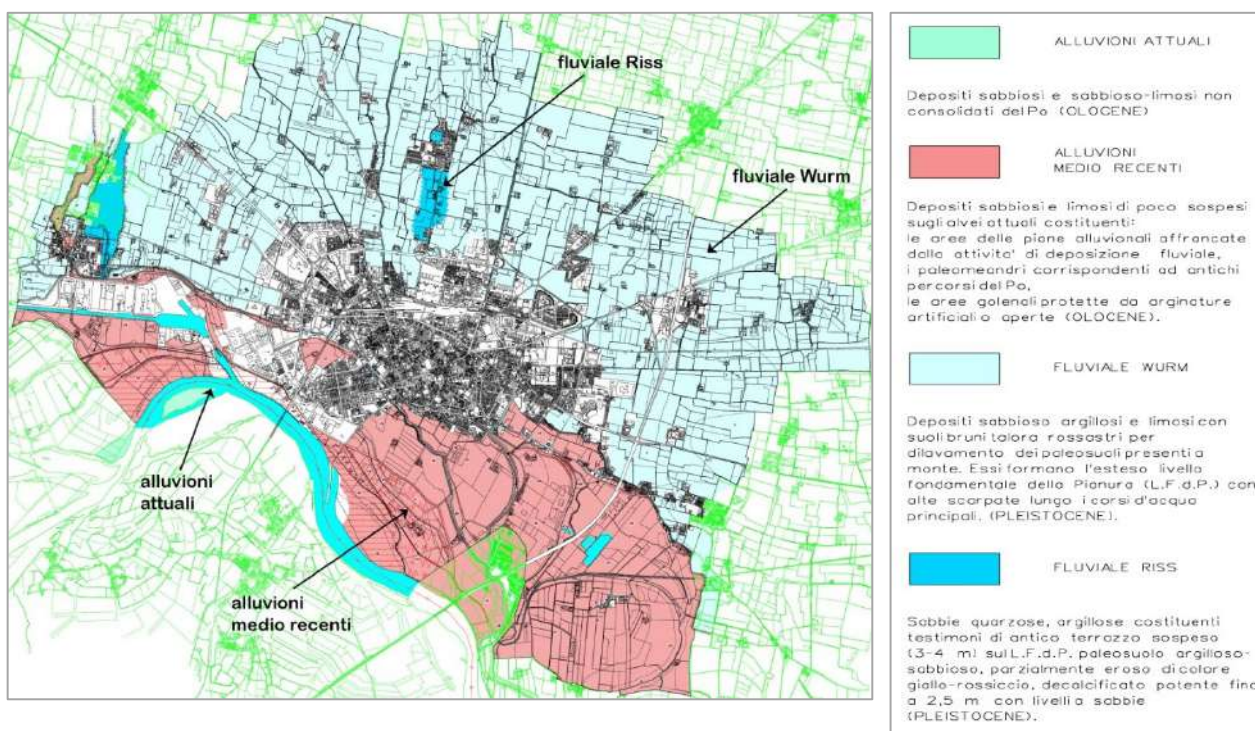 fluviale Riss
fluviale Wurm
alluvioni
attuali
alluvioni
medio recenti
ALLUVIONI ATTUALI
Depositi sabbiosi e sabbioso-limosi non
consolidati del Po (OLOCENE)
ALLUVIONI
MEDIO RECENTI
Depositi sabbiosi e limosi di poco sospesi
sugli alvei attuali costituenti:
le aree delle piane alluvionali affrancate
dalla attivita' di deposizione fluviale,
i paleomeandri corrispondenti ad antichi
percorsi del Po,
le aree golenali protette da arginature
artificiali o aperte (OLOCENE).
FLUVIALE WURM
Depositi sabbioso argillosi e limosi con
suoli bruni talora rossastri per
dilavamento dei paleosuoli presenti a
monte. Essi formano l'esteso livello
fondamentale della Pianura (L.F.d.P.) con
alte scarpate lungo i corsi d'acqua
principali. (PLEISTOCENE).
FLUVIALE RISS
Sabbie quarzose, argillose costituenti
testimoni di antico terrazzo sospeso
(3-4 m) sul L.F.d.P. paleosuolo argilloso-
sabbioso, parzialmente eroso di colore
giallo-rossiccio, decalcificato potente fino
a 2,5 m con livelli a sabbie
(PLEISTOCENE).